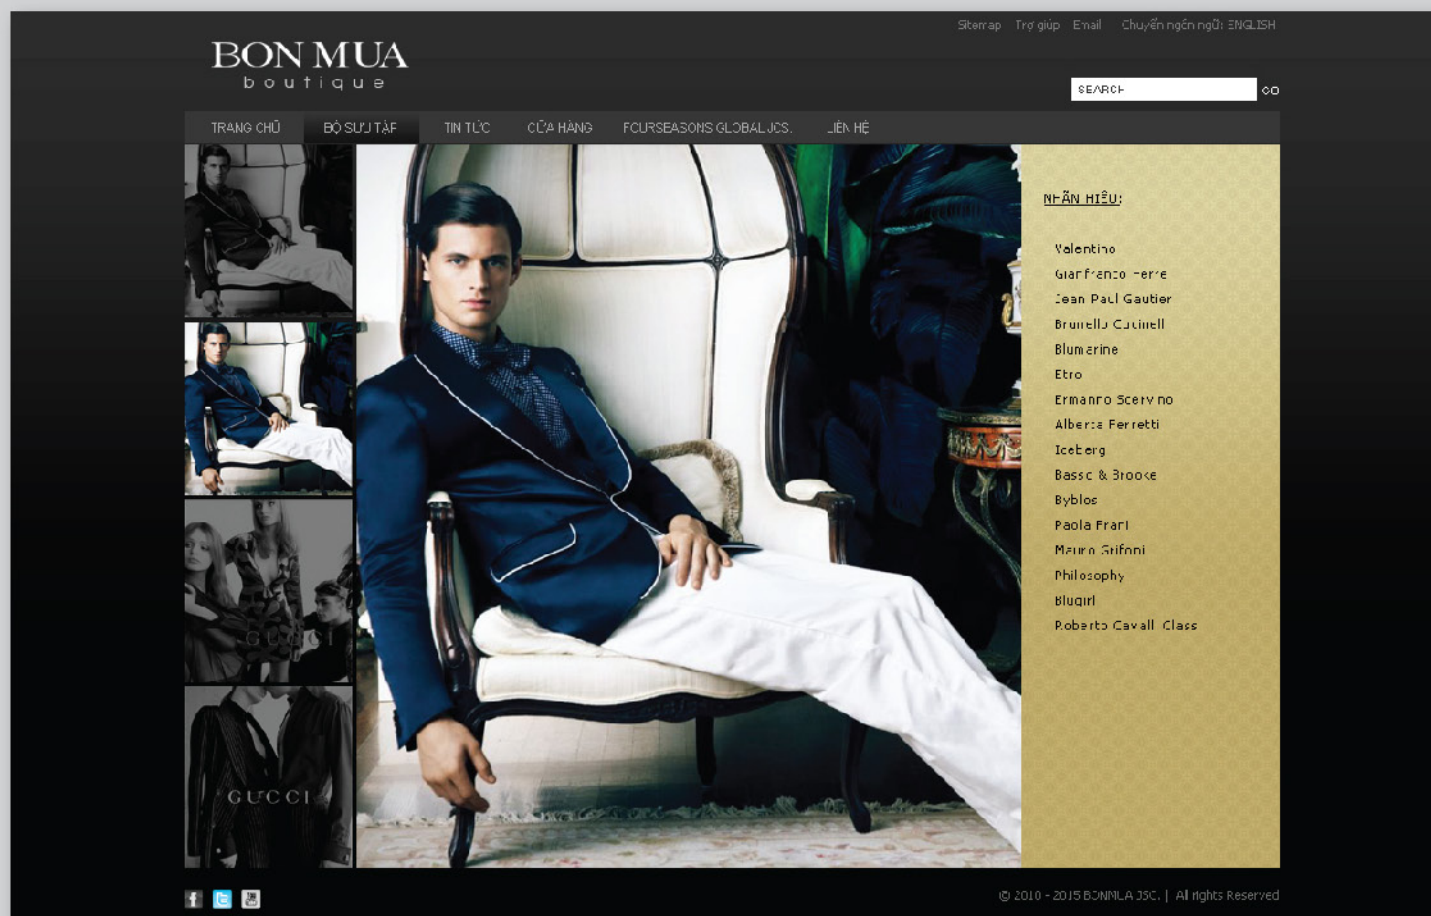 Sitemap Trợ giúp Email Chuyển ngôn ngữ: ENGLISH
BON MUA
boutique
SEARCH GO
TRANG CHỦ BỘ SƯU TẬP TIN TỨC CỬA HÀNG FOURSEASONS GLOBAL JCS. LIÊN HỆ
NHÃN HIỆU:
Valentino
Gianfranco Ferre
Jean Paul Gautier
Brunello Cucinelli
Blumarine
Etro
Ermanno Scervino
Alberta Ferretti
Iceberg
Basso & Brooke
Byblos
Paola Frani
Mauro Grifoni
Philosophy
Blugirl
Roberto Cavalli Class
GUCCI
GUCCI
© 2010 - 2015 BONMUA JSC. | All rights Reserved